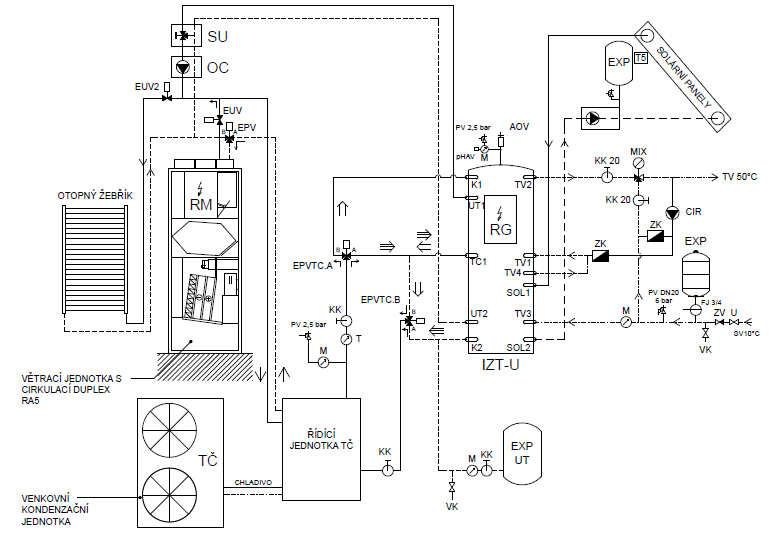 SU
OC
EUV2
EUV
EPV
B
A
RM
OTOPNÝ ŽEBŘÍK
VĚTRACÍ JEDNOTKA S
CIRKULACÍ DUPLEX
RA5
TČ
VENKOVNÍ
KONDENZAČNÍ
JEDNOTKA
CHLADIVO
ŘÍDÍCÍ
JEDNOTKA TČ
B
A
EPVTC.A
KK
PV 2,5 bar
M
T
EPVTC.B
B
A
KK
PV 2,5 bar
AOV
pHAV
M
K1
TV2
UT1
RG
TC1
TV1
TV4
SOL1
UT2
TV3
K2
SOL2
IZT-U
EXP
T5
SOLÁRNÍ PANELY
MIX
KK 20
TV 50°C
KK 20
CIR
ZK
ZK
EXP
PV DN20
6 bar
FJ 3/4
M
ZV
U
SV10°C
VK
EXP
UT
M
KK
VK